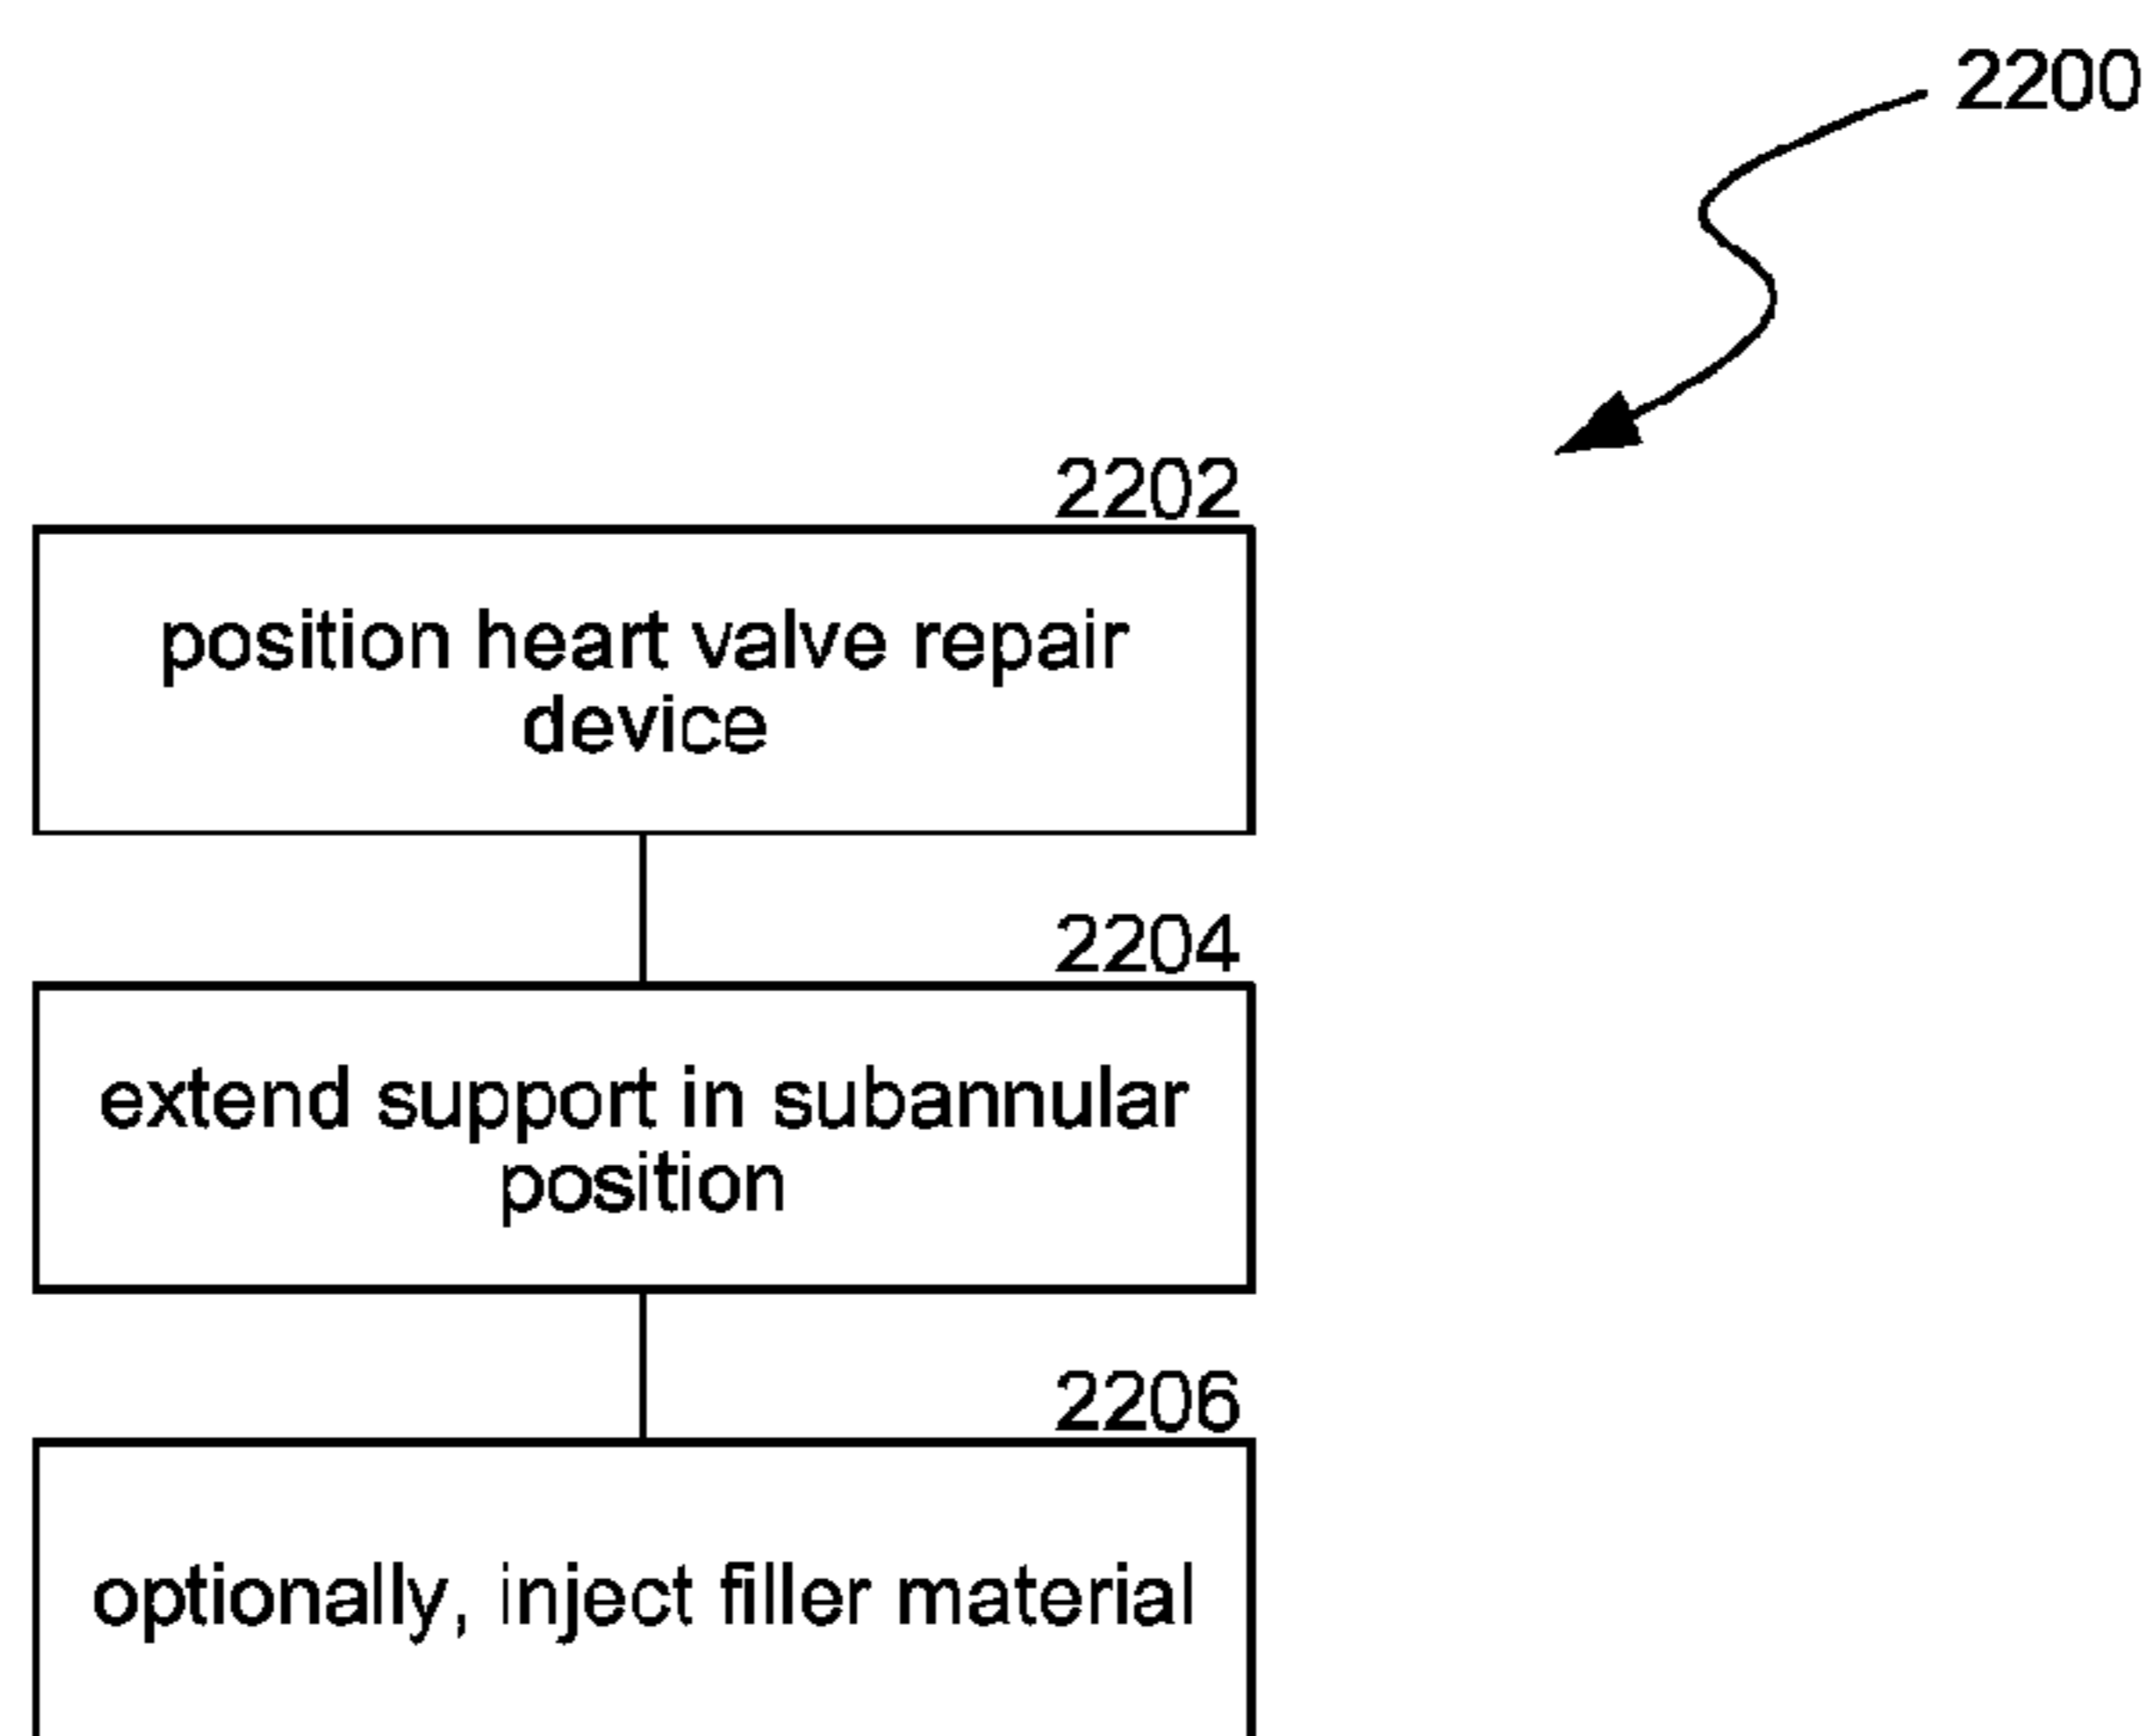 2200
2202
position heart valve repair
device
2204
extend support in subannular
position
2206
optionally, inject filler material